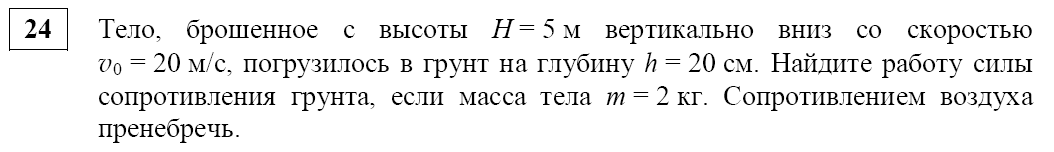 24 Тело, брошенное с высоты H = 5 м вертикально вниз со скоростью
v₀ = 20 м/с, погрузилось в грунт на глубину h = 20 см. Найдите работу силы
сопротивления грунта, если масса тела m = 2 кг. Сопротивлением воздуха
пренебречь.